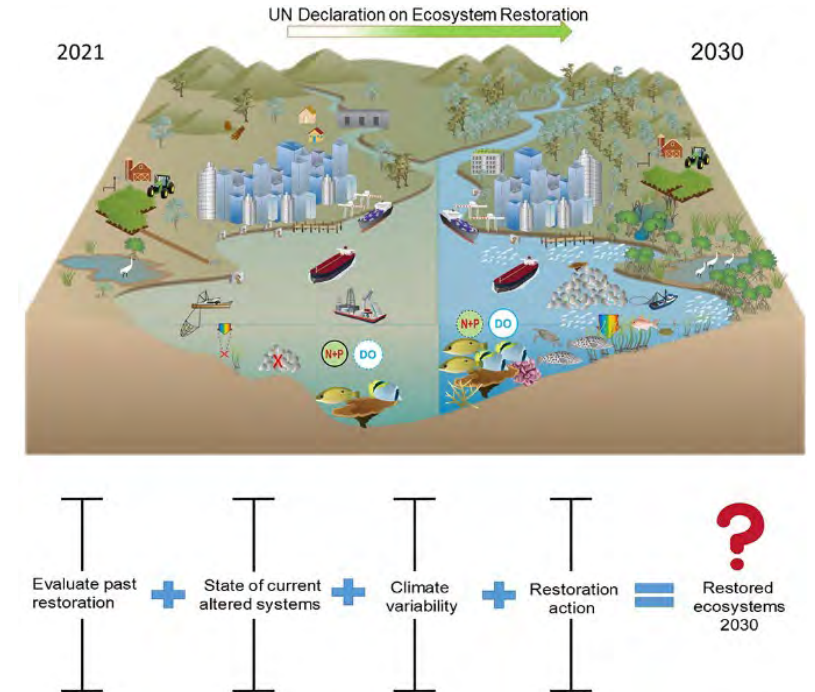 UN Declaration on Ecosystem Restoration
2021
2030
N+P
DO
N+P
DO
X
X
Evaluate past
restoration
+
State of current
altered systems
+
Climate
variability
+
Restoration
action
=
?
Restored
ecosystems
2030